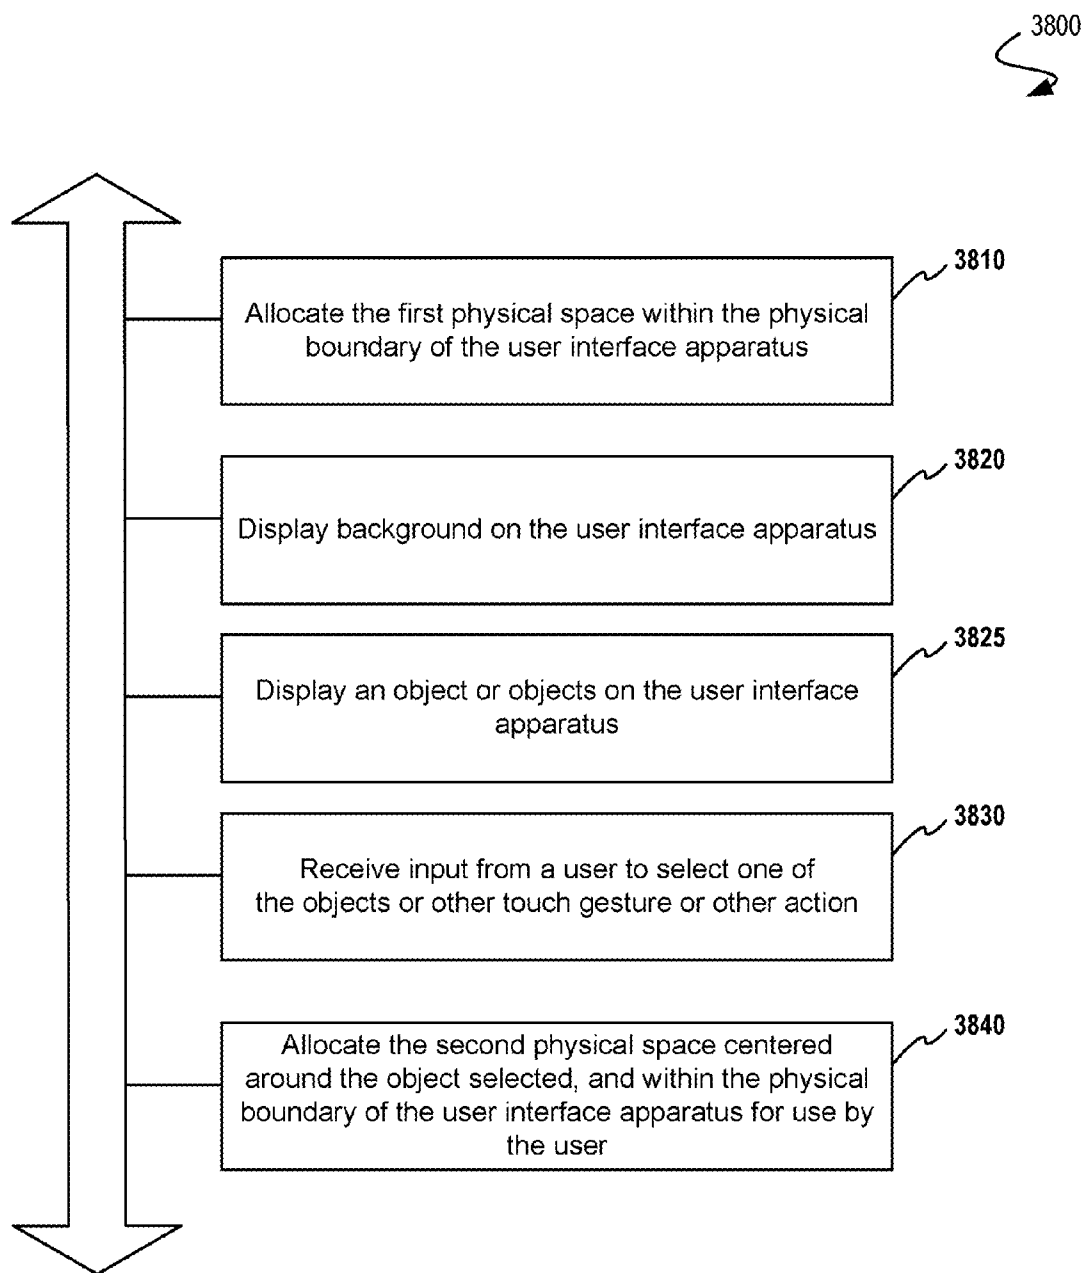 3800
3810
Allocate the first physical space within the physical
boundary of the user interface apparatus
3820
Display background on the user interface apparatus
3825
Display an object or objects on the user interface
apparatus
3830
Receive input from a user to select one of
the objects or other touch gesture or other action
3840
Allocate the second physical space centered
around the object selected, and within the physical
boundary of the user interface apparatus for use by
the user